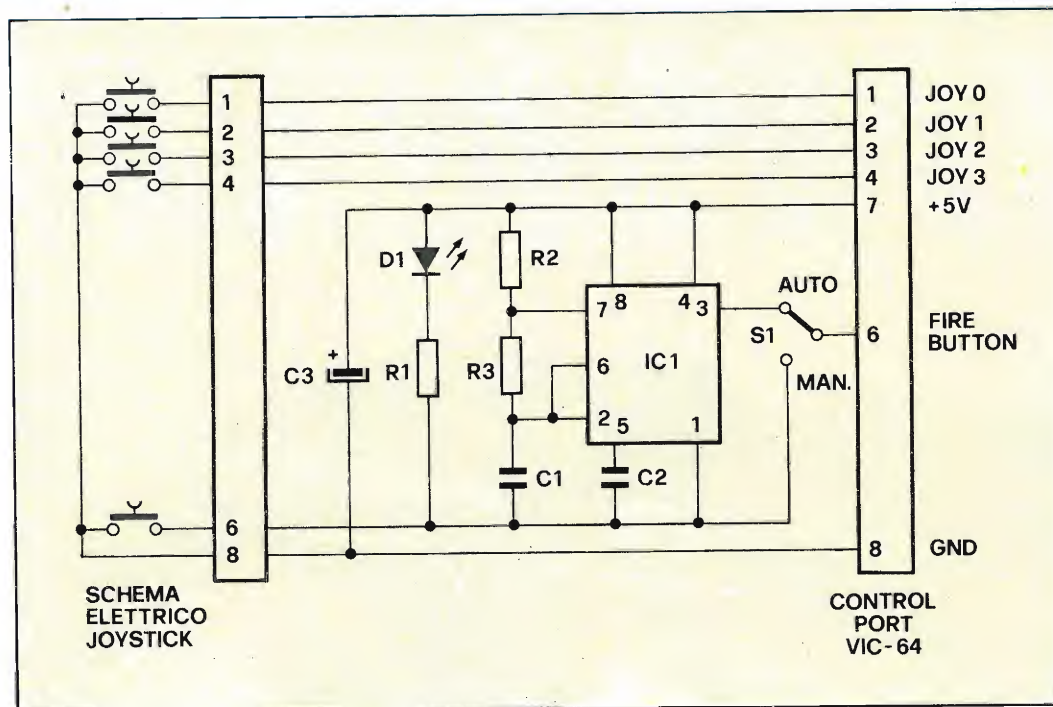 1
2
3
4
6
8
SCHEMA
ELETTRICO
JOYSTICK
+
C3
D1
R1
R2
R3
C1
C2
7
8
4
3
6
2
5
1
IC1
AUTO
S1
MAN.
1 JOY 0
2 JOY 1
3 JOY 2
4 JOY 3
7 +5V
6 FIRE
BUTTON
8 GND
CONTROL
PORT
VIC-64